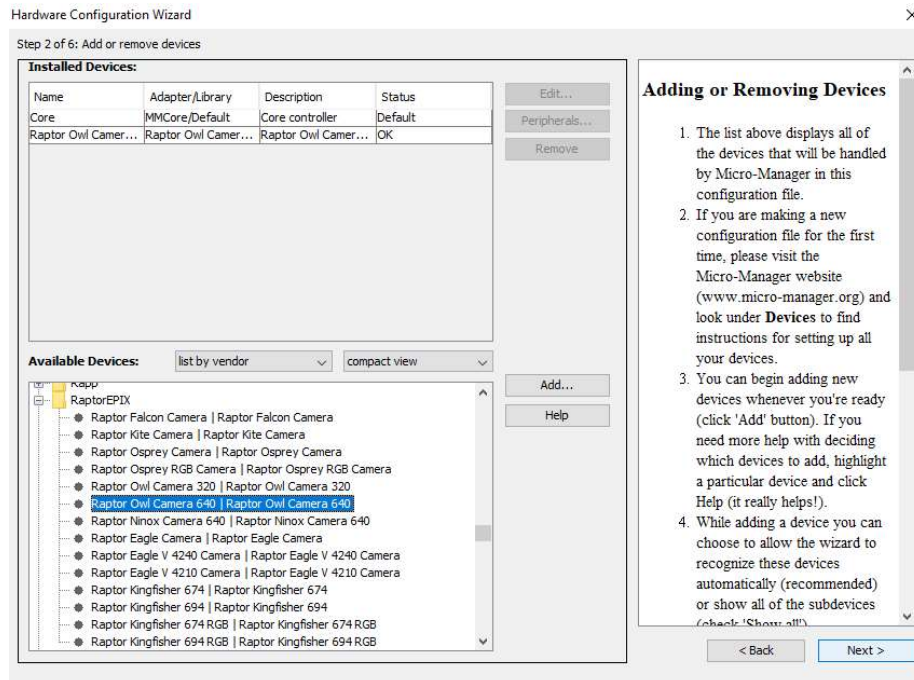 Hardware Configuration Wizard
Step 2 of 6: Add or remove devices
Installed Devices:
Name Adapter/Library Description Status
Core MMCore/Default Core controller Default
Raptor Owl Camer... Raptor Owl Camer... Raptor Owl Camer... OK
Edit...
Peripherals...
Remove
Available Devices: list by vendor compact view
Rapp
RaptorEPIX
Raptor Falcon Camera | Raptor Falcon Camera
Raptor Kite Camera | Raptor Kite Camera
Raptor Osprey Camera | Raptor Osprey Camera
Raptor Osprey RGB Camera | Raptor Osprey RGB Camera
Raptor Owl Camera 320 | Raptor Owl Camera 320
Raptor Owl Camera 640 | Raptor Owl Camera 640
Raptor Ninox Camera 640 | Raptor Ninox Camera 640
Raptor Eagle Camera | Raptor Eagle Camera
Raptor Eagle V 4240 Camera | Raptor Eagle V 4240 Camera
Raptor Eagle V 4210 Camera | Raptor Eagle V 4210 Camera
Raptor Kingfisher 674 | Raptor Kingfisher 674
Raptor Kingfisher 694 | Raptor Kingfisher 694
Raptor Kingfisher 674 RGB | Raptor Kingfisher 674 RGB
Raptor Kingfisher 694 RGB | Raptor Kingfisher 694 RGB
Add...
Help
Adding or Removing Devices
1. The list above displays all of
the devices that will be handled
by Micro-Manager in this
configuration file.
2. If you are making a new
configuration file for the first
time, please visit the
Micro-Manager website
(www.micro-manager.org) and
look under Devices to find
instructions for setting up all
your devices.
3. You can begin adding new
devices whenever you're ready
(click 'Add' button). If you
need more help with deciding
which devices to add, highlight
a particular device and click
Help (it really helps!).
4. While adding a device you can
choose to allow the wizard to
recognize these devices
automatically (recommended)
or show all of the subdevices
(check 'Show all')
< Back Next >